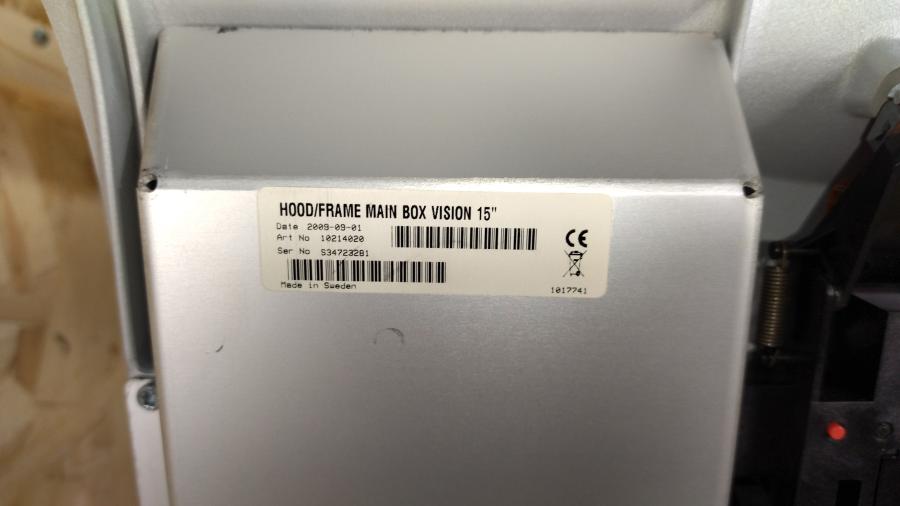 HOOD/FRAME MAIN BOX VISION 15"
Date 2009-09-01
Art No 10214020
Ser No S34723281
Made in Sweden
CE
1017741